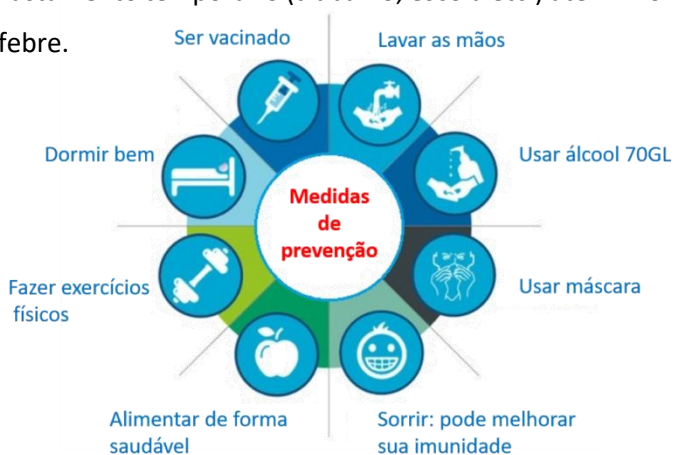 febre.
Ser vacinado
Lavar as mãos
Dormir bem
Usar álcool 70GL
Medidas
de
prevenção
Fazer exercícios
físicos
Usar máscara
Alimentar de forma
saudável
Sorrir: pode melhorar
sua imunidade